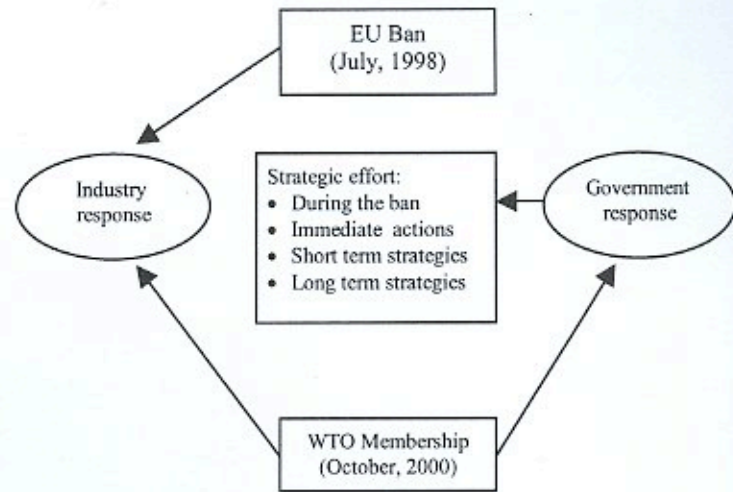 EU Ban
(July, 1998)
Industry
response
Strategic effort:
• During the ban
• Immediate actions
• Short term strategies
• Long term strategies
Government
response
WTO Membership
(October, 2000)